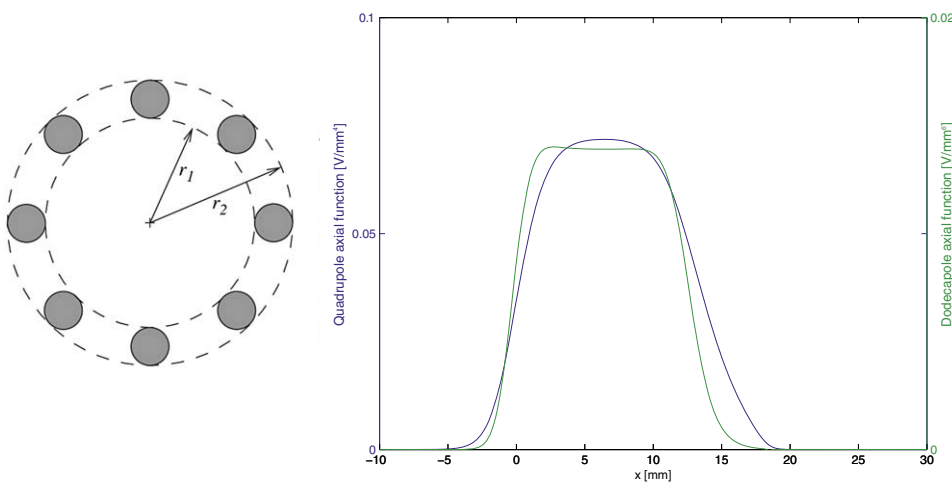 r1
r2
0.1
0.05
0
Quadrupole axial function [V/mm⁴]
-10
-5
0
5
10
15
20
25
30
x [mm]
0.02
0
Dodecapole axial function [V/mm⁶]